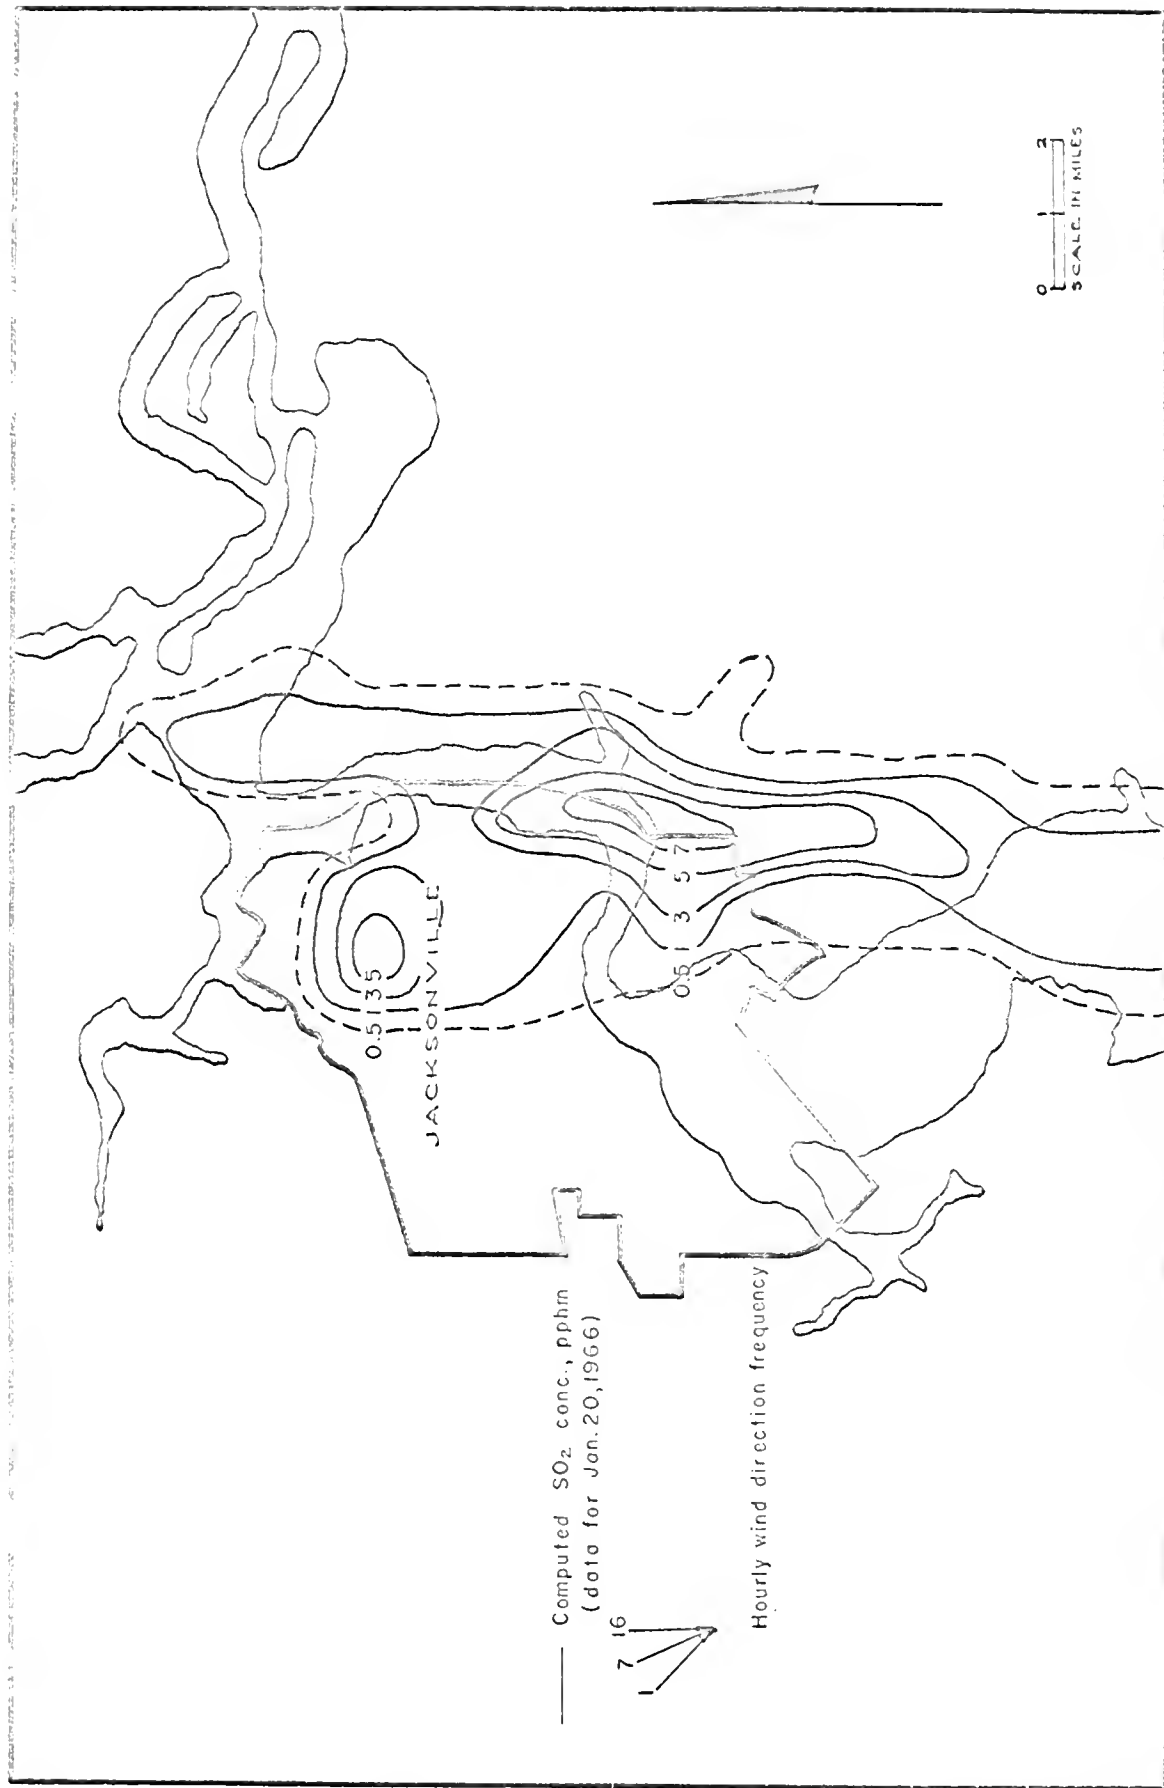 0.5 1 3 5
JACKSONVILLE
0.5 1 3 5 7
Computed SO₂ conc., pphm
(data for Jan. 20, 1966)
1 7 16
Hourly wind direction frequency
0 1 2
SCALE IN MILES